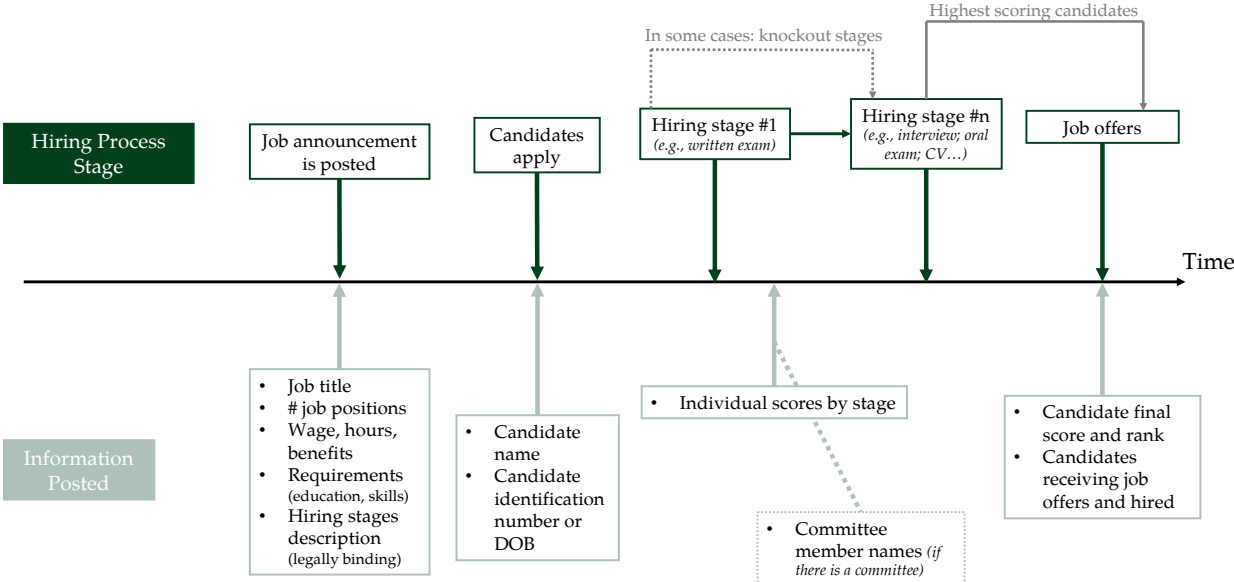 Highest scoring candidates
In some cases: knockout stages
Hiring Process
Stage
Job announcement
is posted
Candidates
apply
Hiring stage #1
(e.g., written exam)
Hiring stage #n
(e.g., interview; oral
exam; CV…)
Job offers
Time
Information
Posted
• Job title
• # job positions
• Wage, hours,
benefits
• Requirements
(education, skills)
• Hiring stages
description
(legally binding)
• Candidate
name
• Candidate
identification
number or
DOB
• Individual scores by stage
• Committee
member names (if
there is a committee)
• Candidate final
score and rank
• Candidates
receiving job
offers and hired